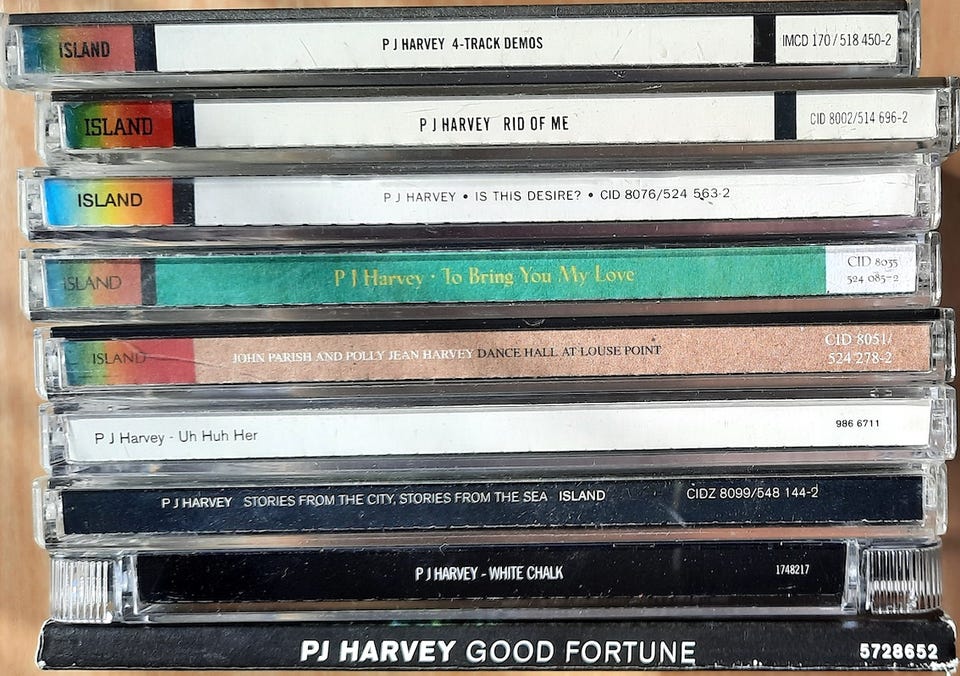 ISLAND P J HARVEY 4-TRACK DEMOS IMCD 170 / 518 450-2
ISLAND P J HARVEY RID OF ME CID 8002/514 696-2
ISLAND P J HARVEY • IS THIS DESIRE? • CID 8076/524 563-2
ISLAND P J Harvey · To Bring You My Love CID 8035
524 085-2
ISLAND JOHN PARISH AND POLLY JEAN HARVEY DANCE HALL AT LOUSE POINT CID 8051/
524 278-2
P J Harvey - Uh Huh Her 986 6711
P J HARVEY STORIES FROM THE CITY, STORIES FROM THE SEA ISLAND CIDZ 8099/548 144-2
P J HARVEY - WHITE CHALK 1748217
PJ HARVEY GOOD FORTUNE 5728652